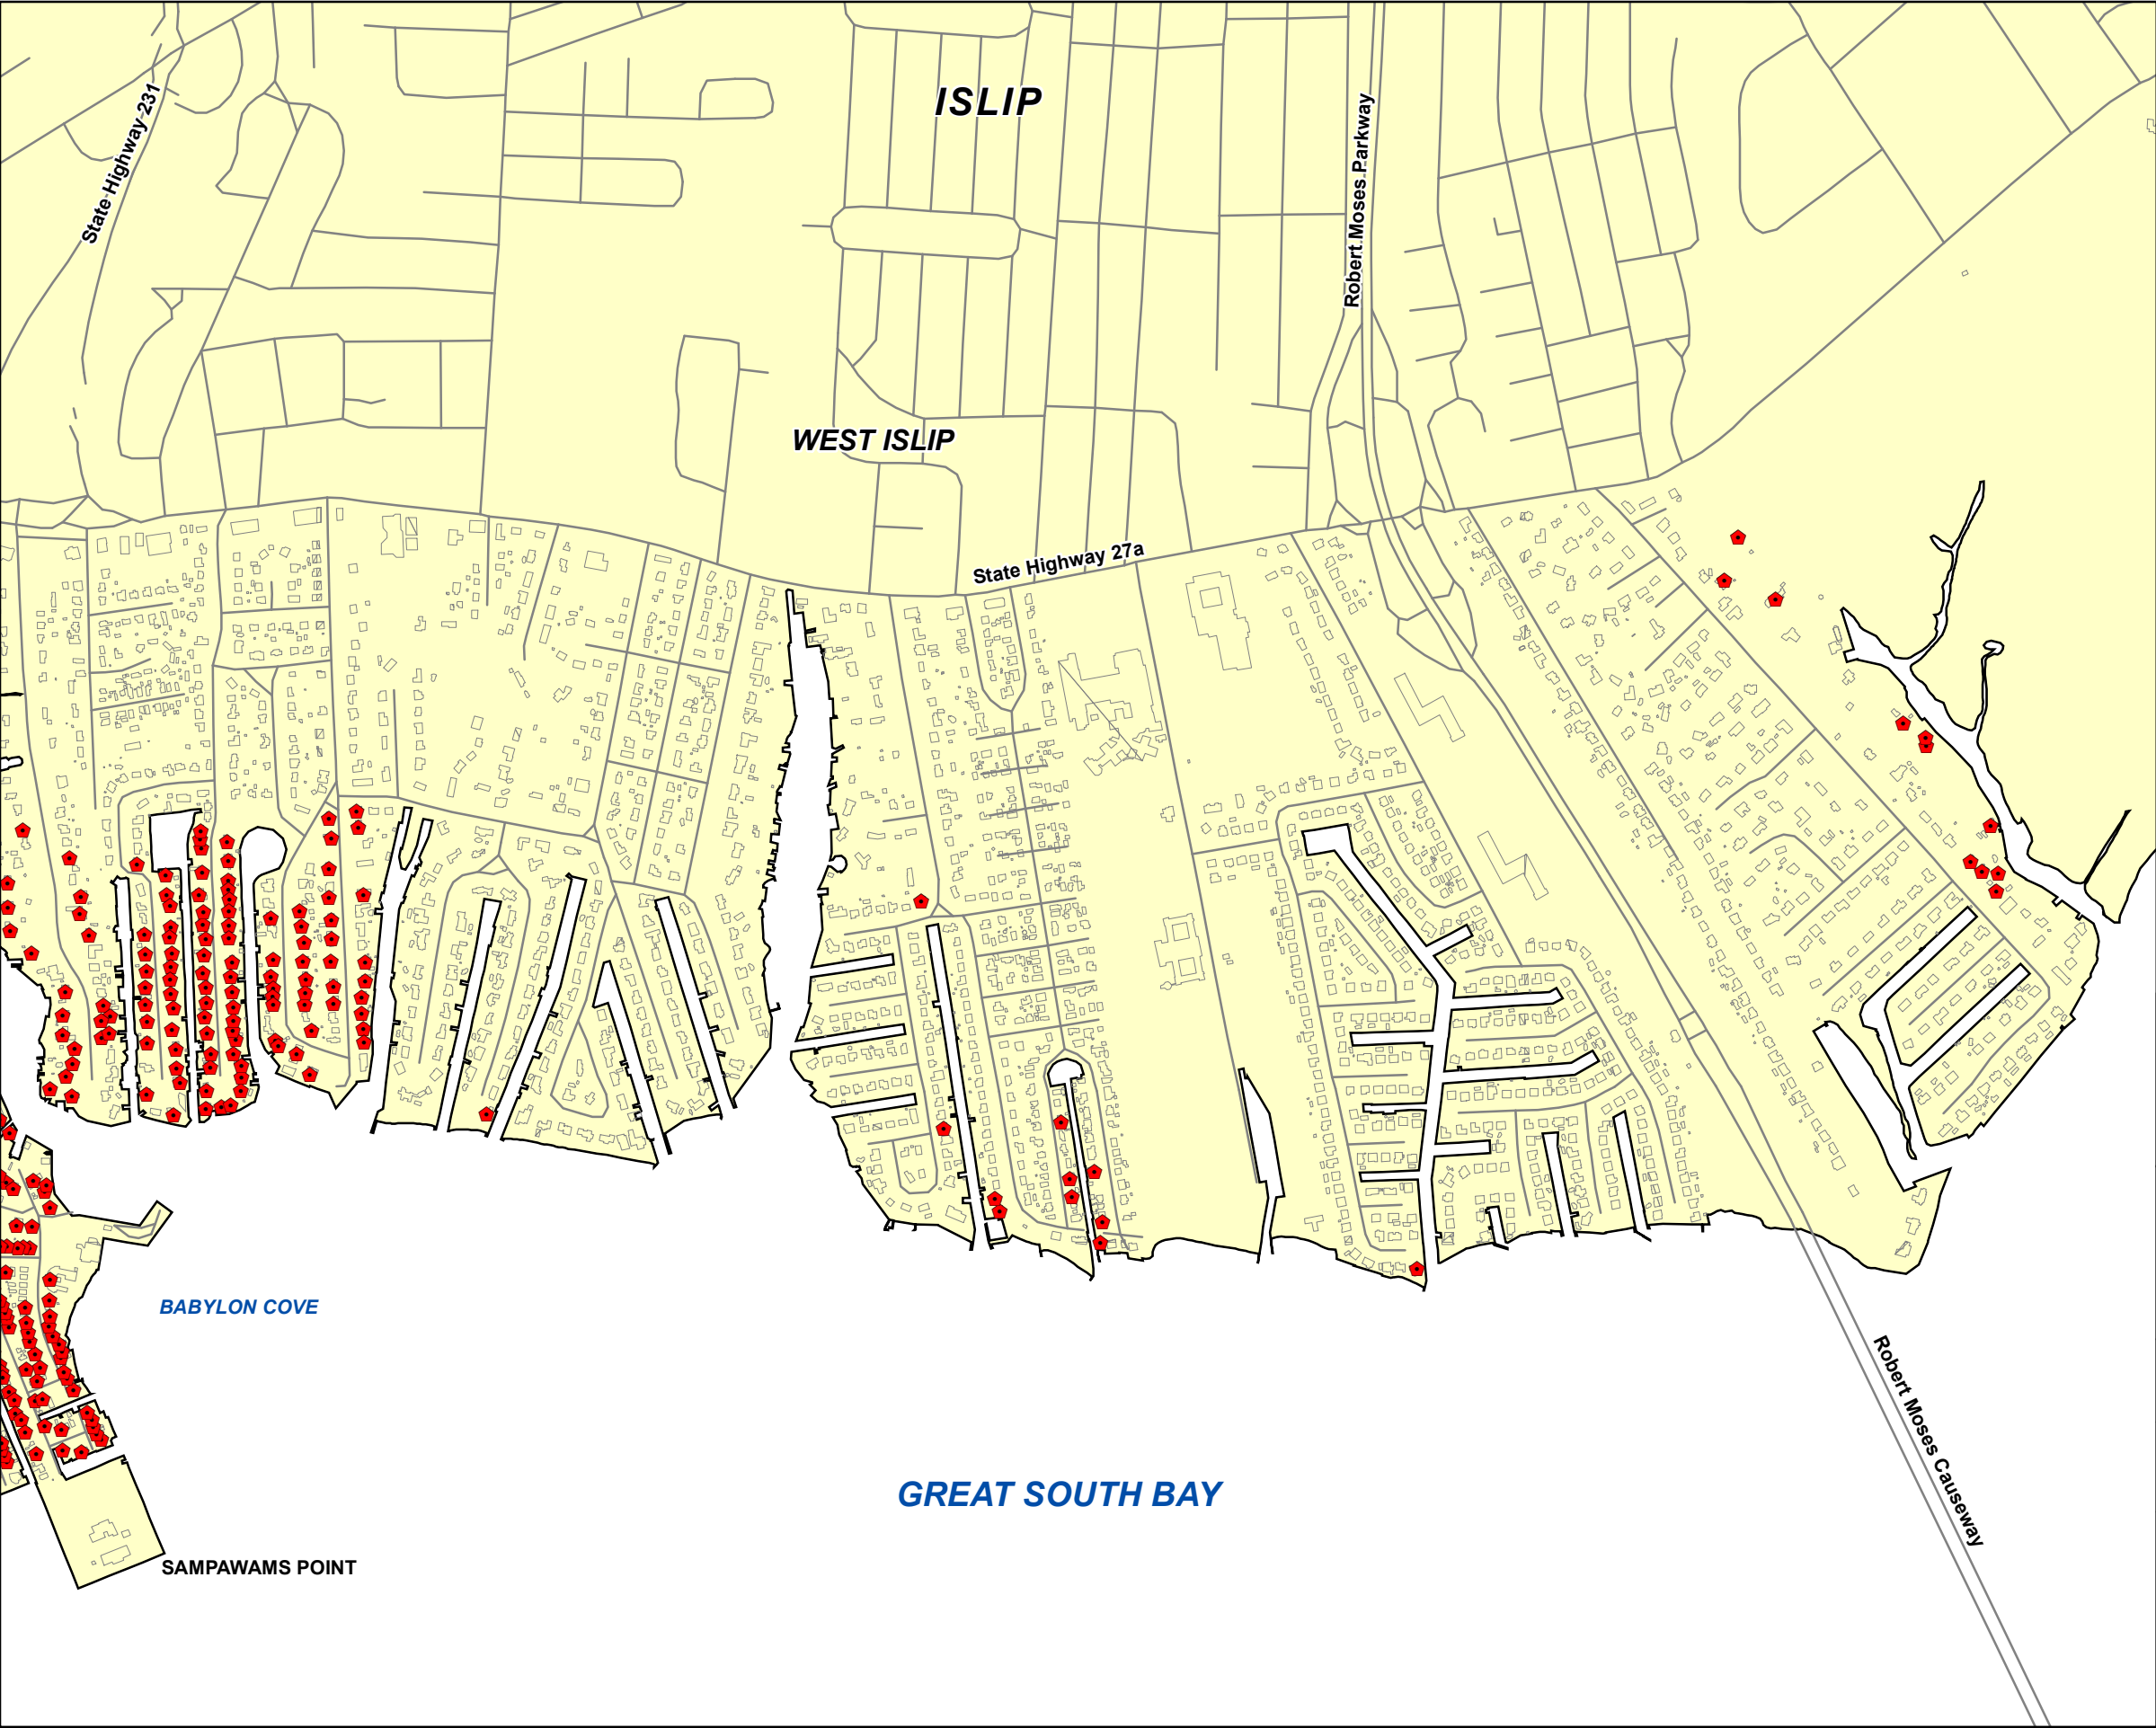 ISLIP
State Highway 231
Robert Moses Parkway
WEST ISLIP
State Highway 27a
BABYLON COVE
Robert Moses Causeway
GREAT SOUTH BAY
SAMPAWAMS POINT